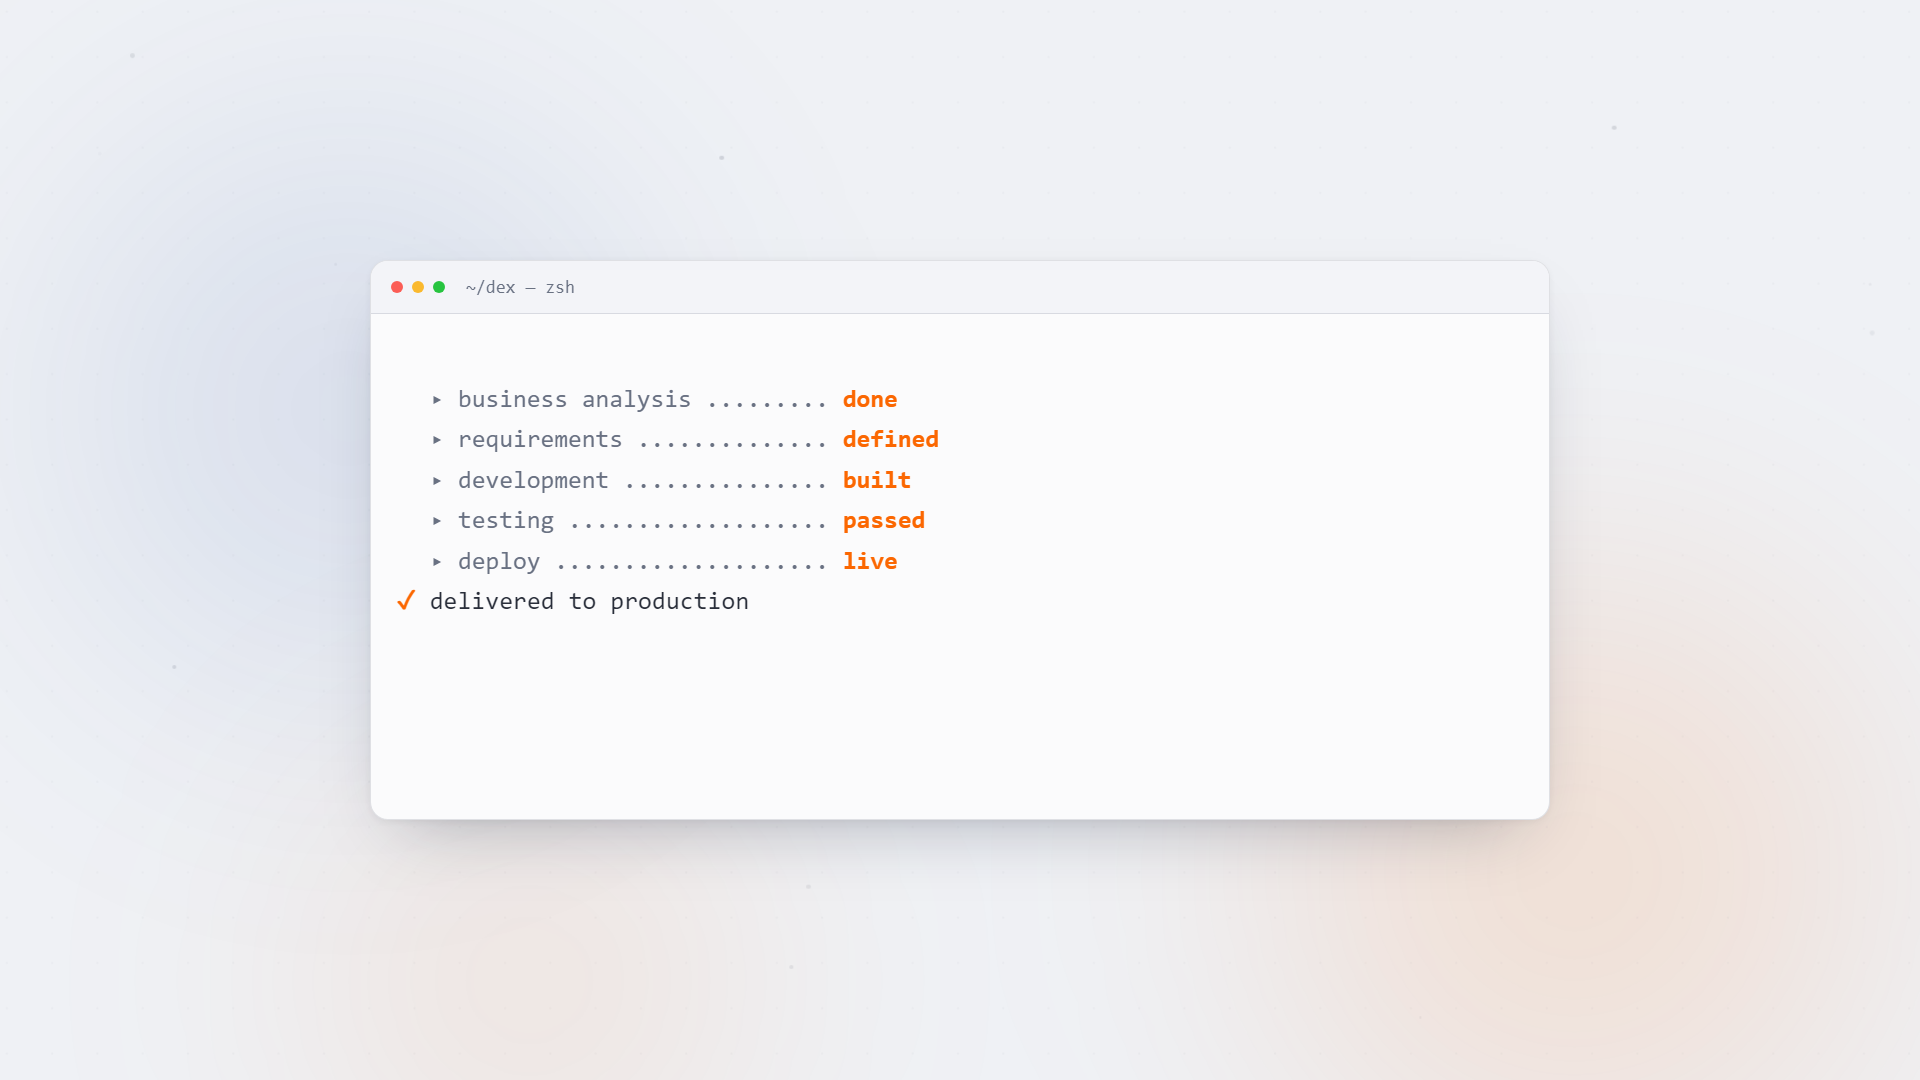 ~/dex — zsh
▸ business analysis ......... done
▸ requirements .............. defined
▸ development ............... built
▸ testing ................... passed
▸ deploy .................... live
✓ delivered to production